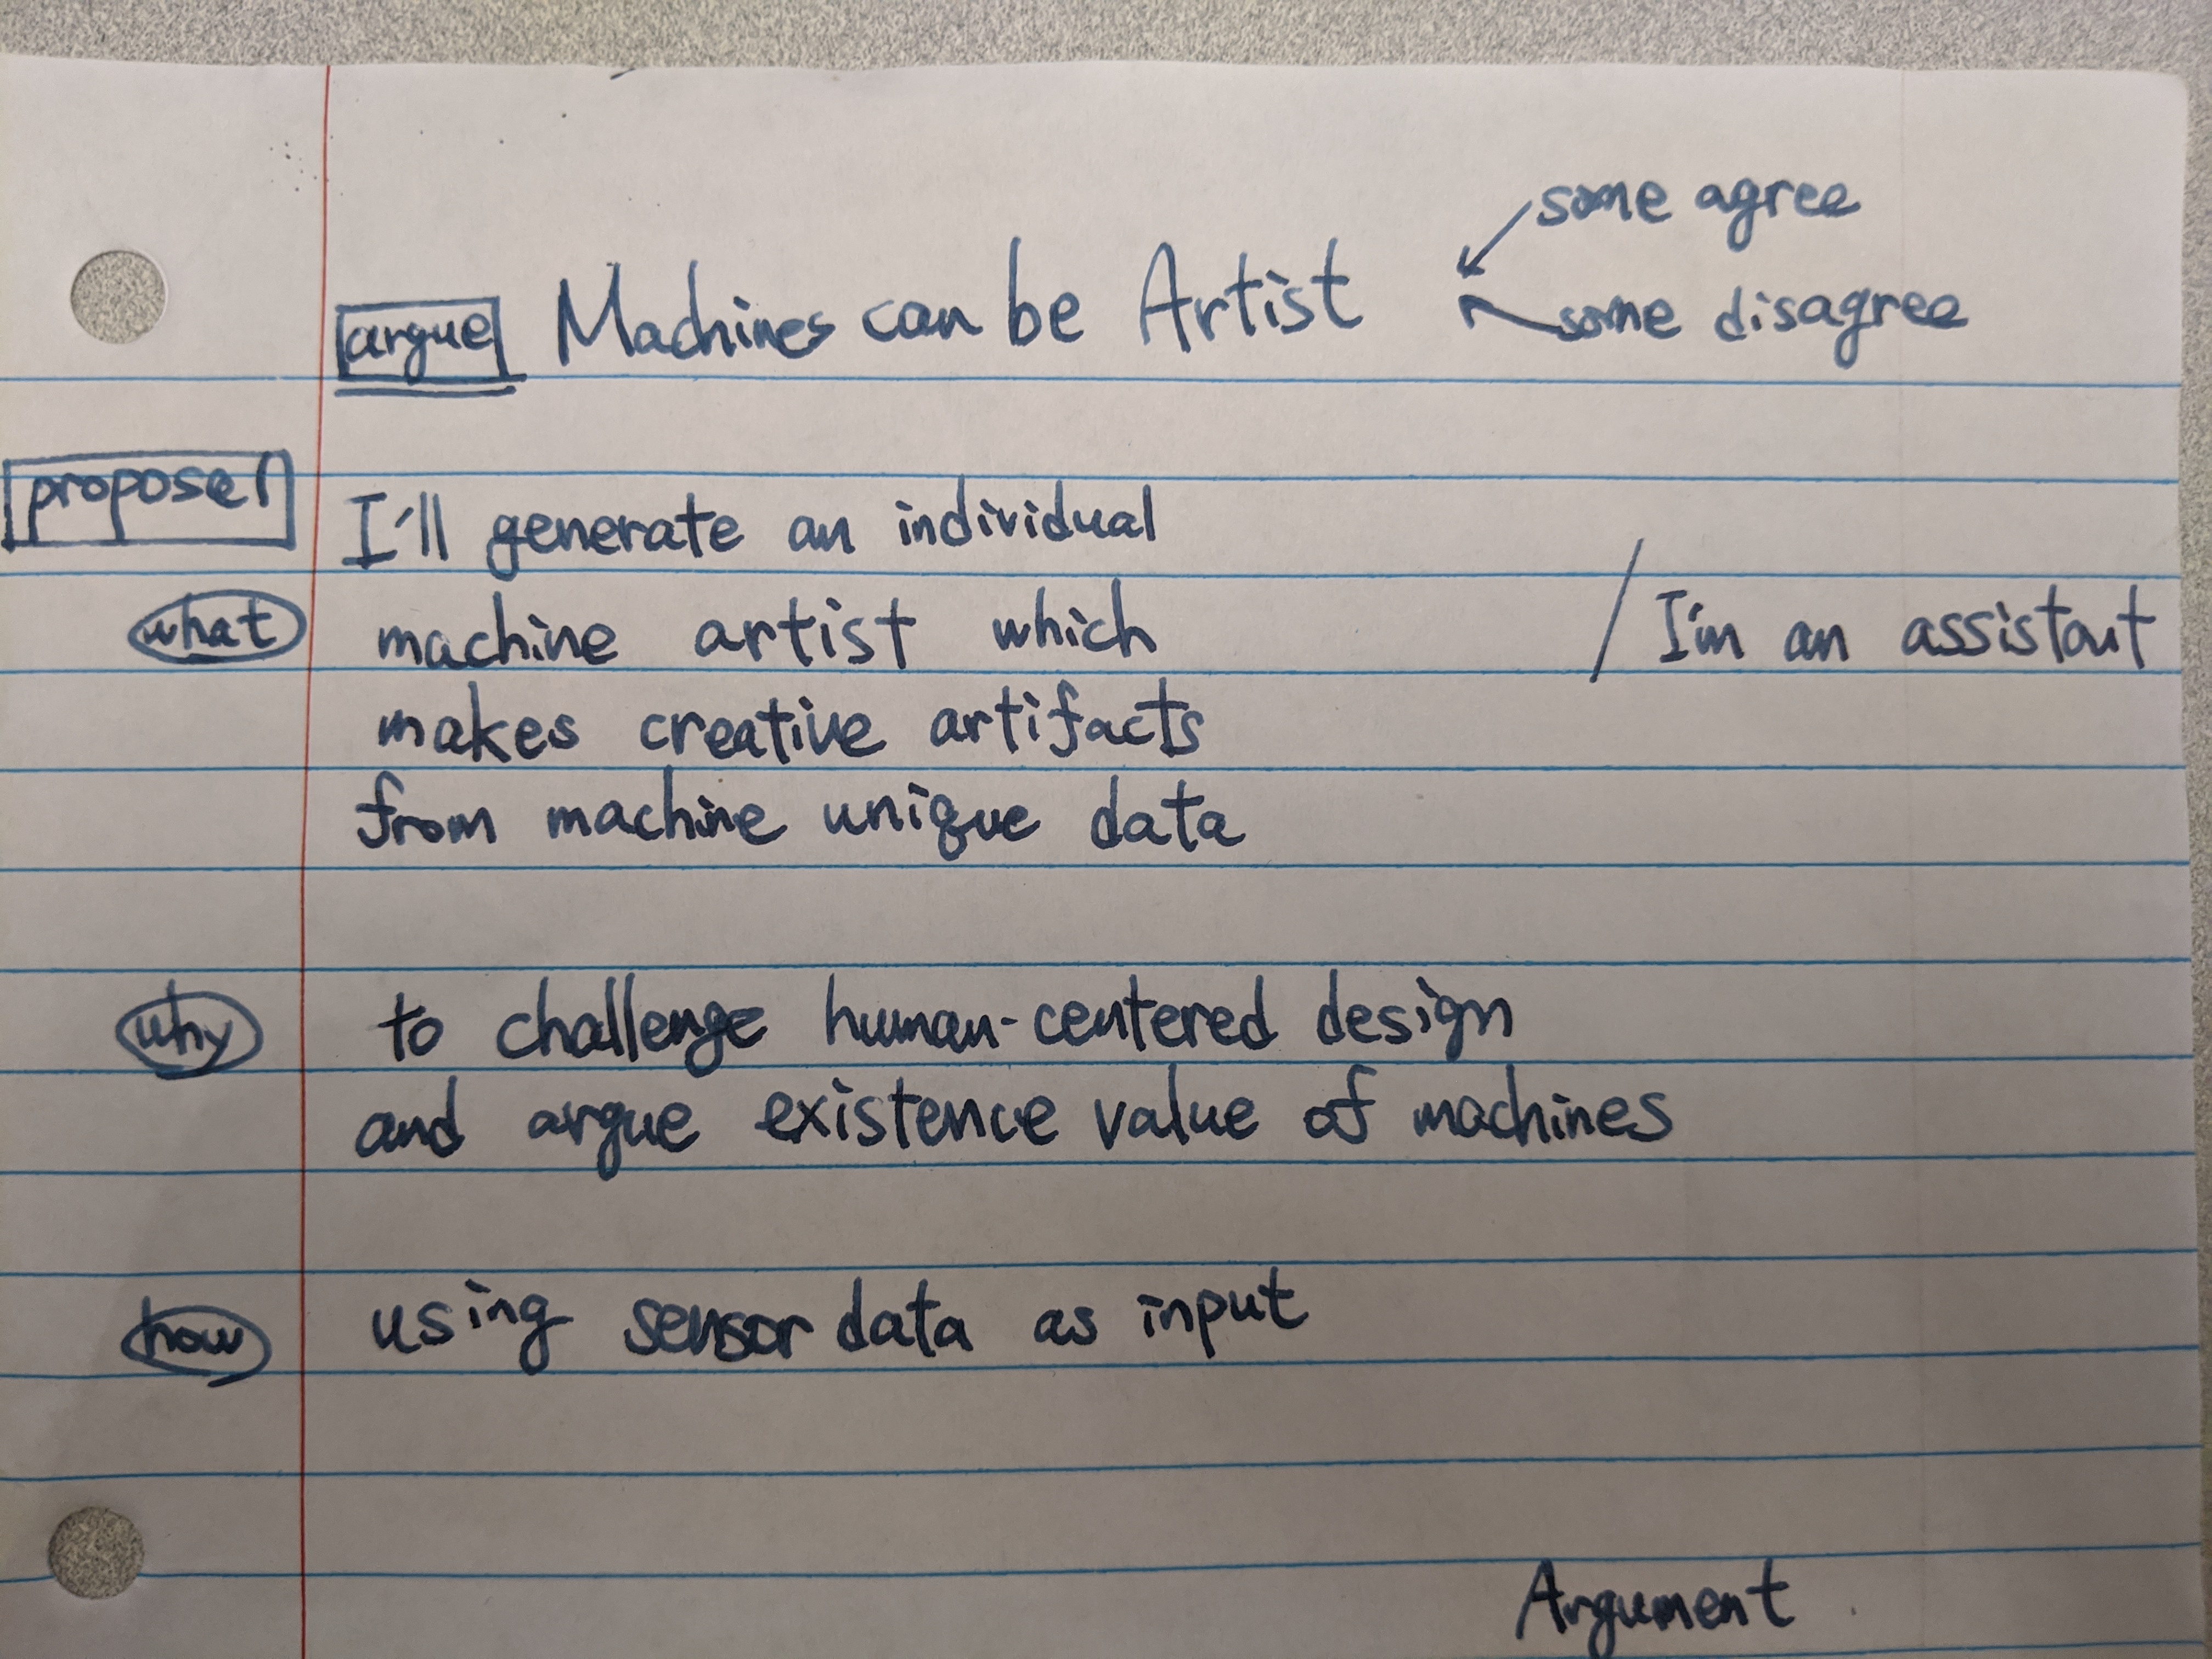 some agree
argue Machines can be Artist
some disagree
proposal
I'll generate an individual
what machine artist which / I'm an assistant
makes creative artifacts
from machine unique data
why to challenge human-centered design
and argue existence value of machines
how using sensor data as input
Argument